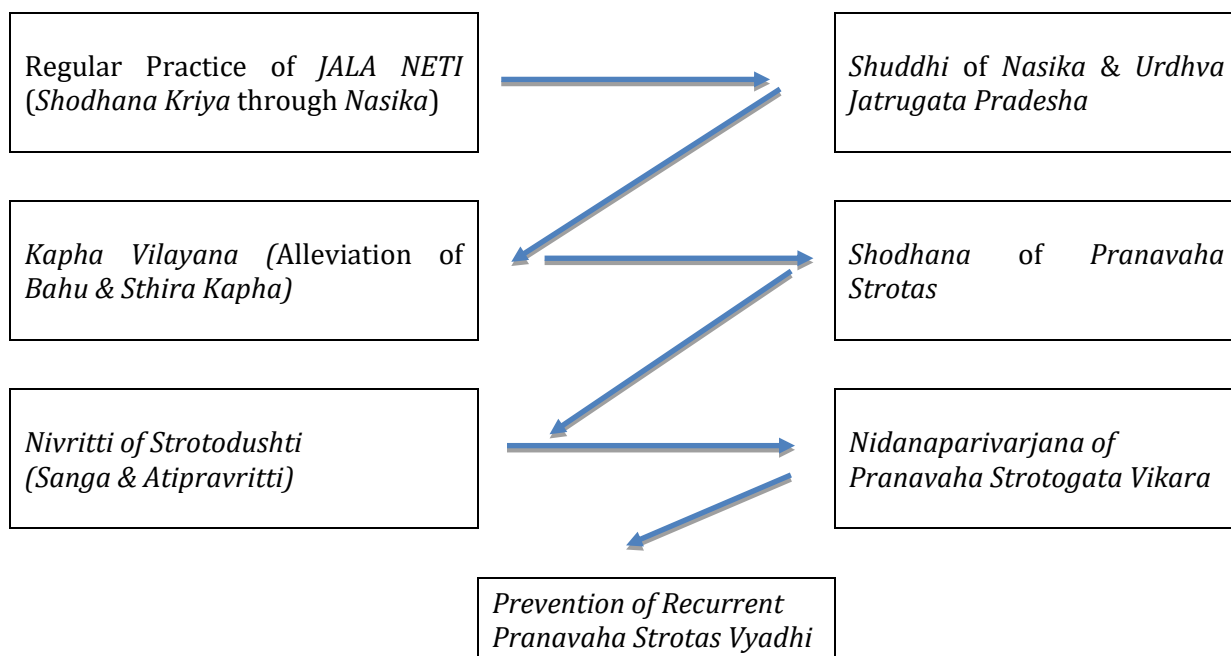 Regular Practice of JALA NETI
(Shodhana Kriya through Nasika)
Shuddhi of Nasika & Urdhva
Jatrugata Pradesha
Kapha Vilayana (Alleviation of
Bahu & Sthira Kapha)
Shodhana of Pranavaha
Strotas
Nivritti of Strotodushti
(Sanga & Atipravritti)
Nidanaparivarjana of
Pranavaha Strotogata Vikara
Prevention of Recurrent
Pranavaha Strotas Vyadhi